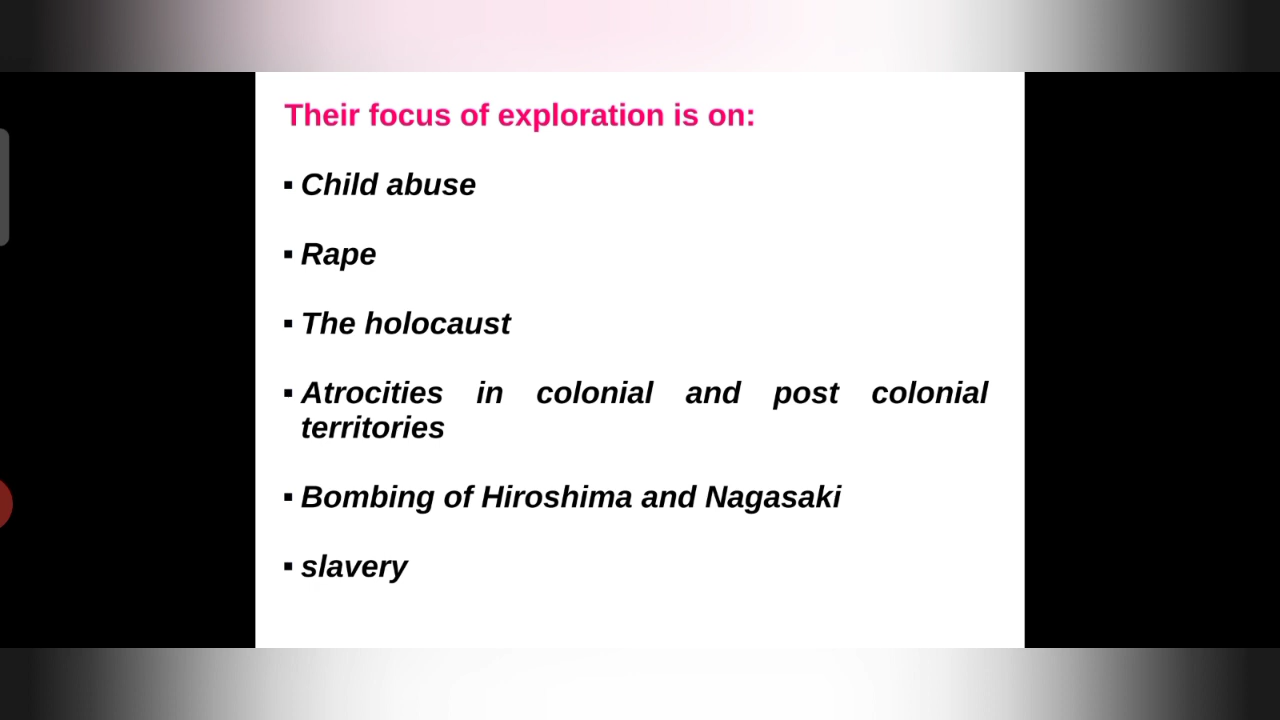 Their focus of exploration is on:
▪ Child abuse
▪ Rape
▪ The holocaust
▪ Atrocities in colonial and post colonial
territories
▪ Bombing of Hiroshima and Nagasaki
▪ slavery